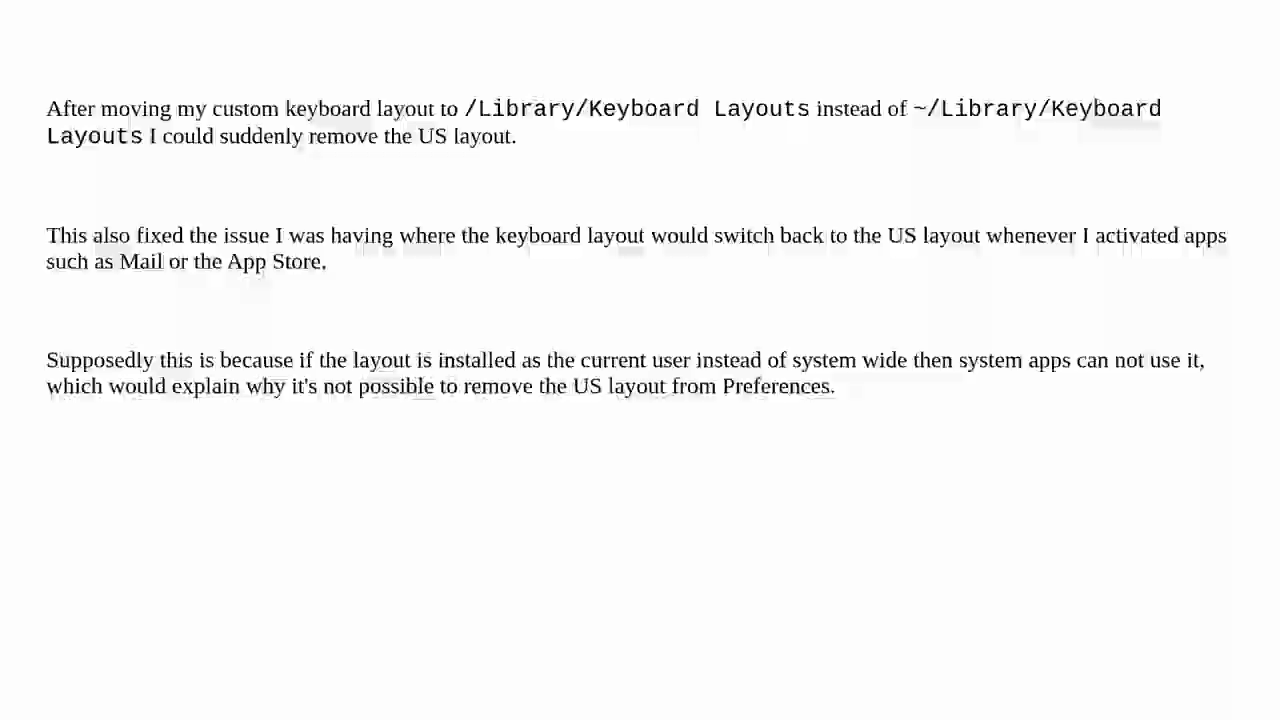 After moving my custom keyboard layout to /Library/Keyboard Layouts instead of ~/Library/Keyboard
Layouts I could suddenly remove the US layout.
This also fixed the issue I was having where the keyboard layout would switch back to the US layout whenever I activated apps
such as Mail or the App Store.
Supposedly this is because if the layout is installed as the current user instead of system wide then system apps can not use it,
which would explain why it's not possible to remove the US layout from Preferences.